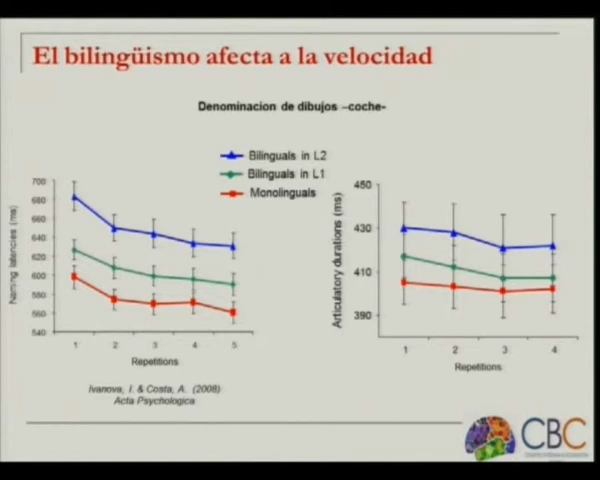 El bilingüismo afecta a la velocidad
Denominacion de dibujos –coche-
Bilinguals in L2
Bilinguals in L1
Monolinguals
Naming latencies (ms)
700
680
660
640
620
600
580
560
540
1 2 3 4 5
Repetitions
Articulatory durations (ms)
450
430
410
390
1 2 3 4
Repetitions
Ivanova, I. & Costa, A. (2008)
Acta Psychologica
CBC